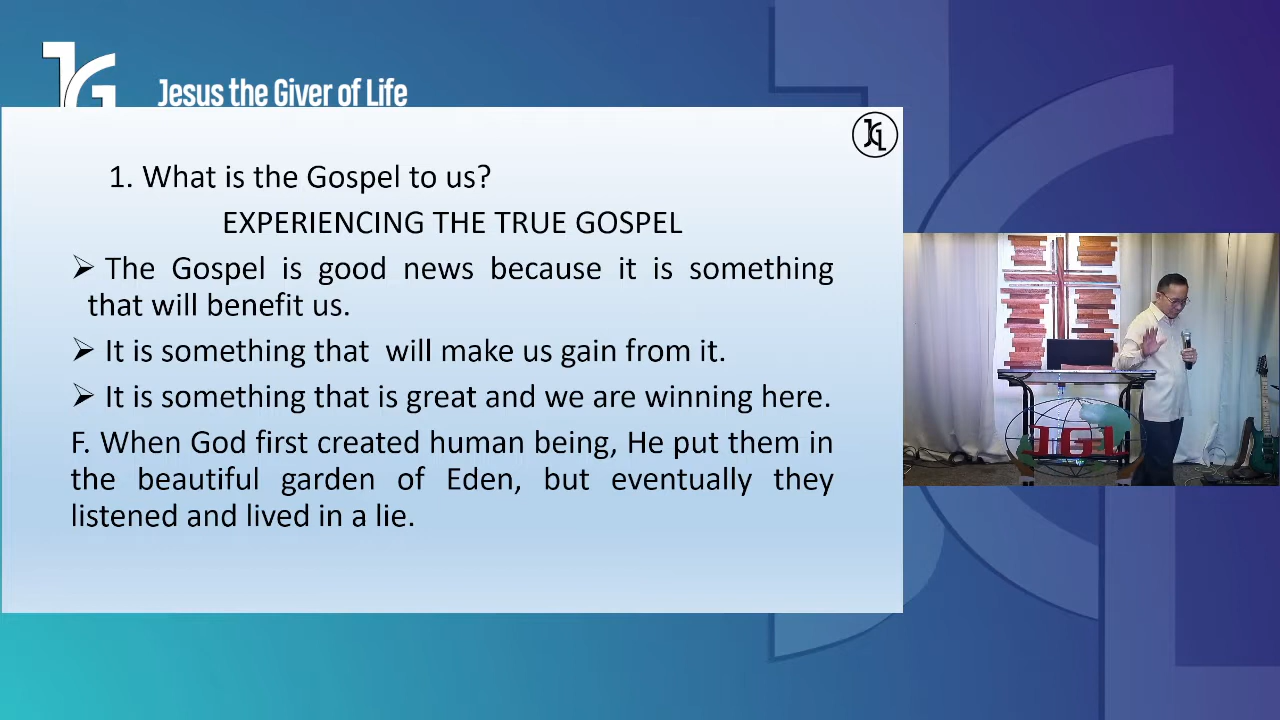 Jesus the Giver of Life
1. What is the Gospel to us?
EXPERIENCING THE TRUE GOSPEL
➢ The Gospel is good news because it is something
that will benefit us.
➢ It is something that will make us gain from it.
➢ It is something that is great and we are winning here.
F. When God first created human being, He put them in
the beautiful garden of Eden, but eventually they
listened and lived in a lie.
JGL